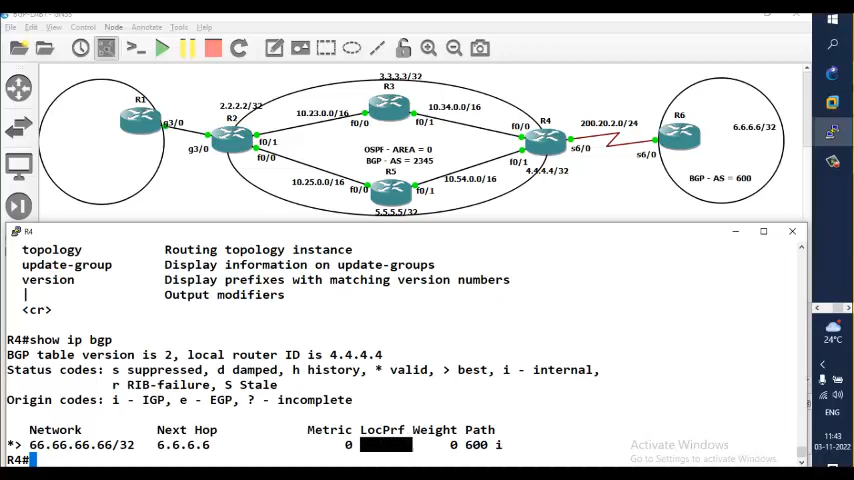 BGP-LAB1 - GNS3
File Edit View Control Node Annotate Tools Help
3.3.3.3/32
R1
R3
2.2.2.2/32
R2
10.23.0.0/16
10.34.0.0/16
g3/0
f0/0
f0/1
R4
200.20.2.0/24
R6
f0/0
6.6.6.6/32
g3/0
f0/1
f0/0
OSPF - AREA = 0
BGP - AS = 2345
s6/0
s6/0
R5
f0/1
10.25.0.0/16
10.54.0.0/16
4.4.4.4/32
f0/0
f0/1
BGP - AS = 600
5.5.5.5/32
R4
topology Routing topology instance
update-group Display information on update-groups
version Display prefixes with matching version numbers
| Output modifiers
<cr>
R4#show ip bgp
BGP table version is 2, local router ID is 4.4.4.4
Status codes: s suppressed, d damped, h history, * valid, > best, i - internal,
r RIB-failure, S Stale
Origin codes: i - IGP, e - EGP, ? - incomplete
Network Next Hop Metric LocPrf Weight Path
*> 66.66.66.66/32 6.6.6.6 0 0 600 i
R4#
Activate Windows
Go to Settings to activate Windows.
24°C
ENG
11:43
03-11-2022